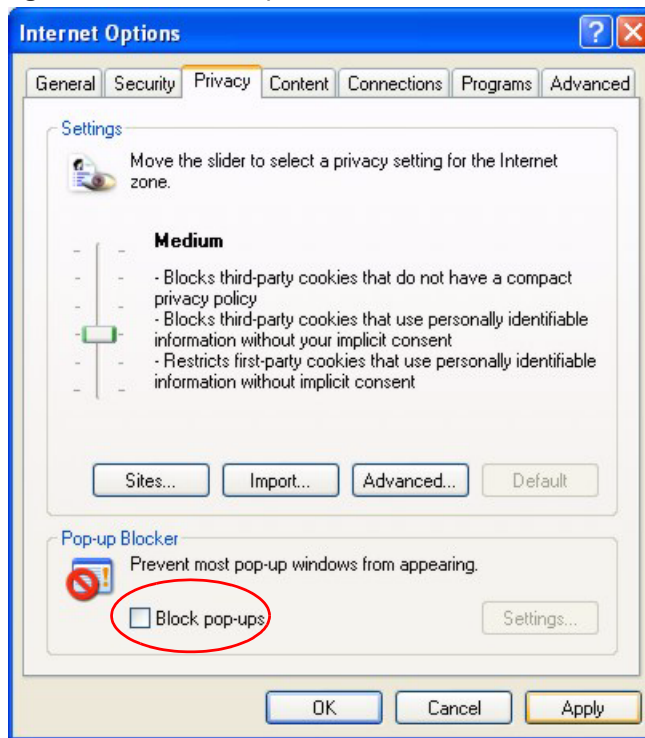 Internet Options
General Security Privacy Content Connections Programs Advanced
Settings
Move the slider to select a privacy setting for the Internet
zone.
Medium
- Blocks third-party cookies that do not have a compact
privacy policy
- Blocks third-party cookies that use personally identifiable
information without your implicit consent
- Restricts first-party cookies that use personally identifiable
information without implicit consent
Sites... Import... Advanced... Default
Pop-up Blocker
Prevent most pop-up windows from appearing.
Block pop-ups Settings...
OK Cancel Apply